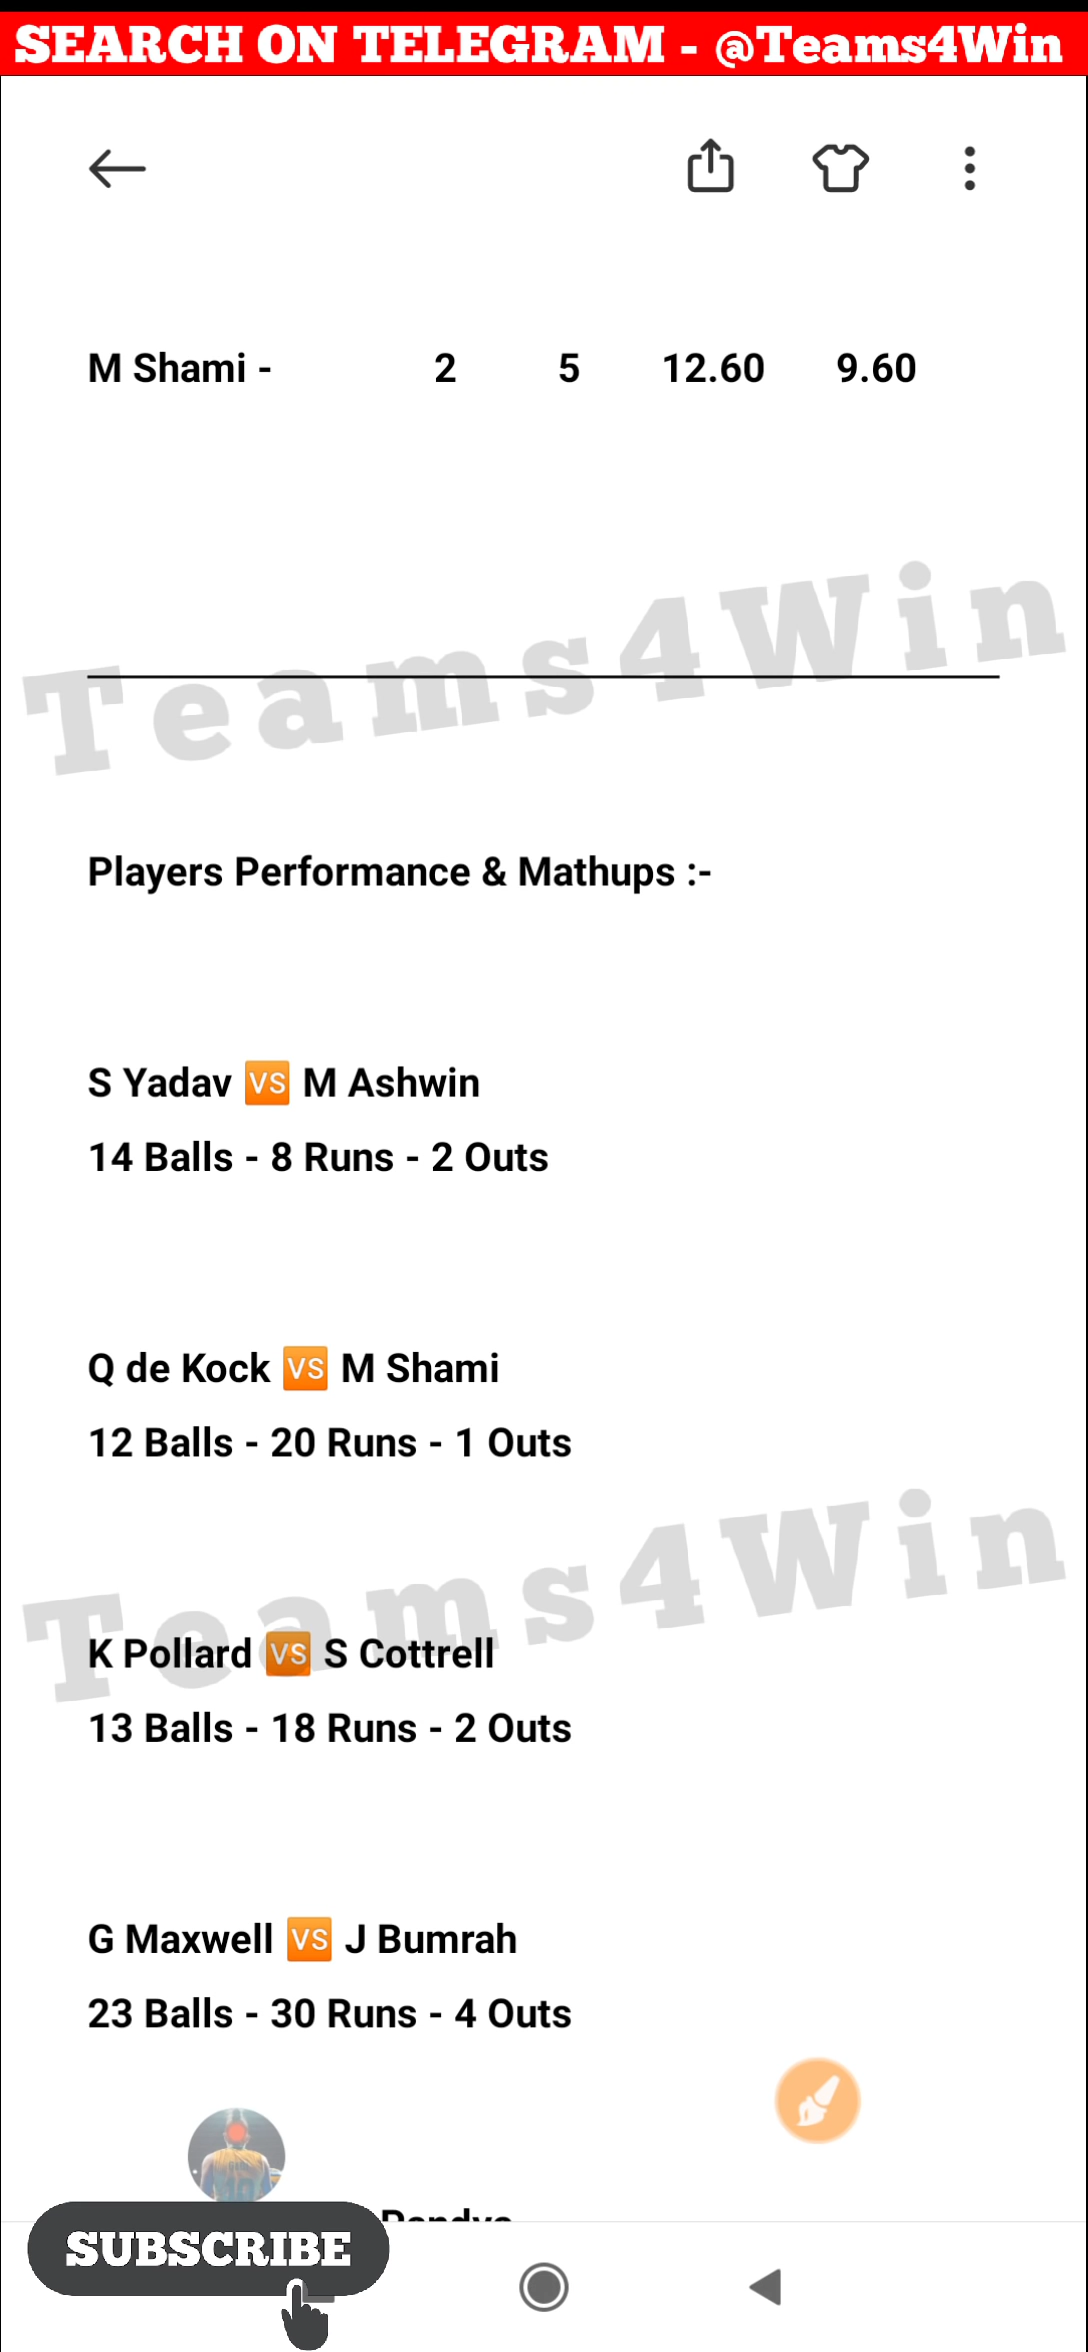 SEARCH ON TELEGRAM - @Teams4Win
M Shami - 2 5 12.60 9.60
Teams4Win
Players Performance & Mathups :-
S Yadav VS M Ashwin
14 Balls - 8 Runs - 2 Outs
Q de Kock VS M Shami
12 Balls - 20 Runs - 1 Outs
Teams4Win
K Pollard VS S Cottrell
13 Balls - 18 Runs - 2 Outs
G Maxwell VS J Bumrah
23 Balls - 30 Runs - 4 Outs
SUBSCRIBE